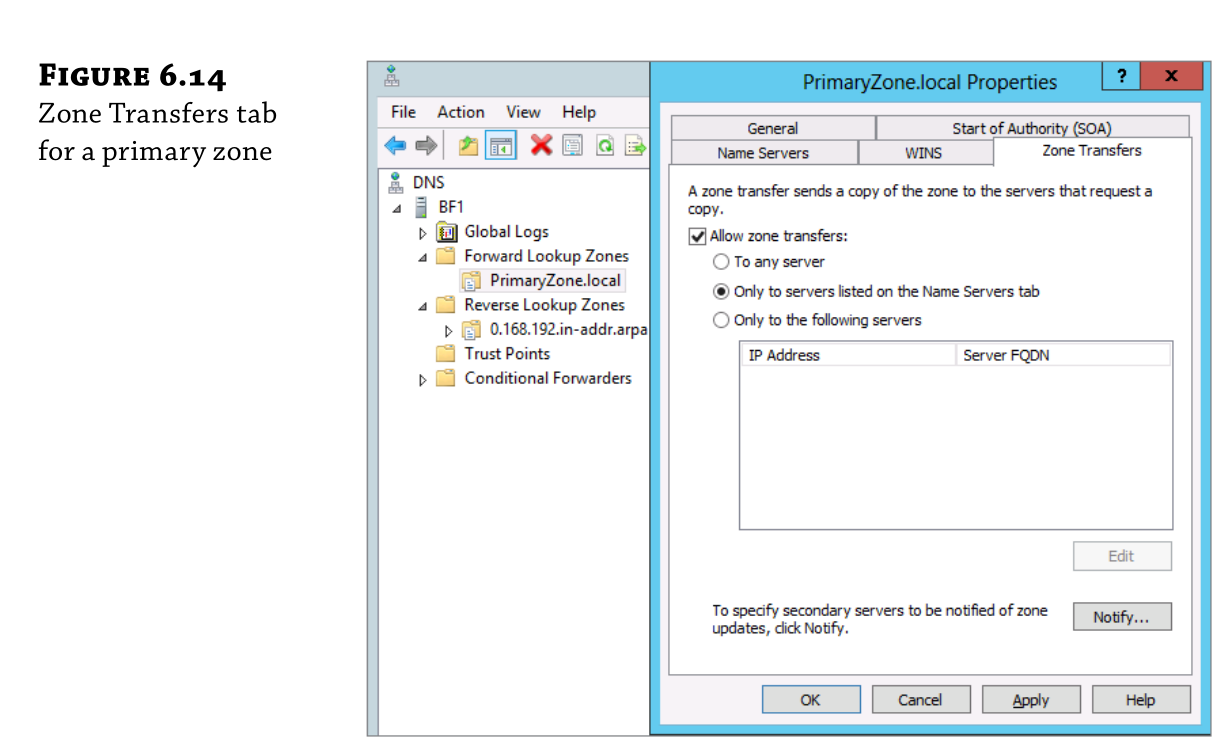 FIGURE 6.14
Zone Transfers tab
for a primary zone
File Action View Help
DNS
BF1
Global Logs
Forward Lookup Zones
PrimaryZone.local
Reverse Lookup Zones
0.168.192.in-addr.arpa
Trust Points
Conditional Forwarders
PrimaryZone.local Properties
? x
General Start of Authority (SOA)
Name Servers WINS Zone Transfers
A zone transfer sends a copy of the zone to the servers that request a
copy.
Allow zone transfers:
To any server
Only to servers listed on the Name Servers tab
Only to the following servers
IP Address Server FQDN
Edit
To specify secondary servers to be notified of zone
updates, click Notify.
Notify...
OK Cancel Apply Help